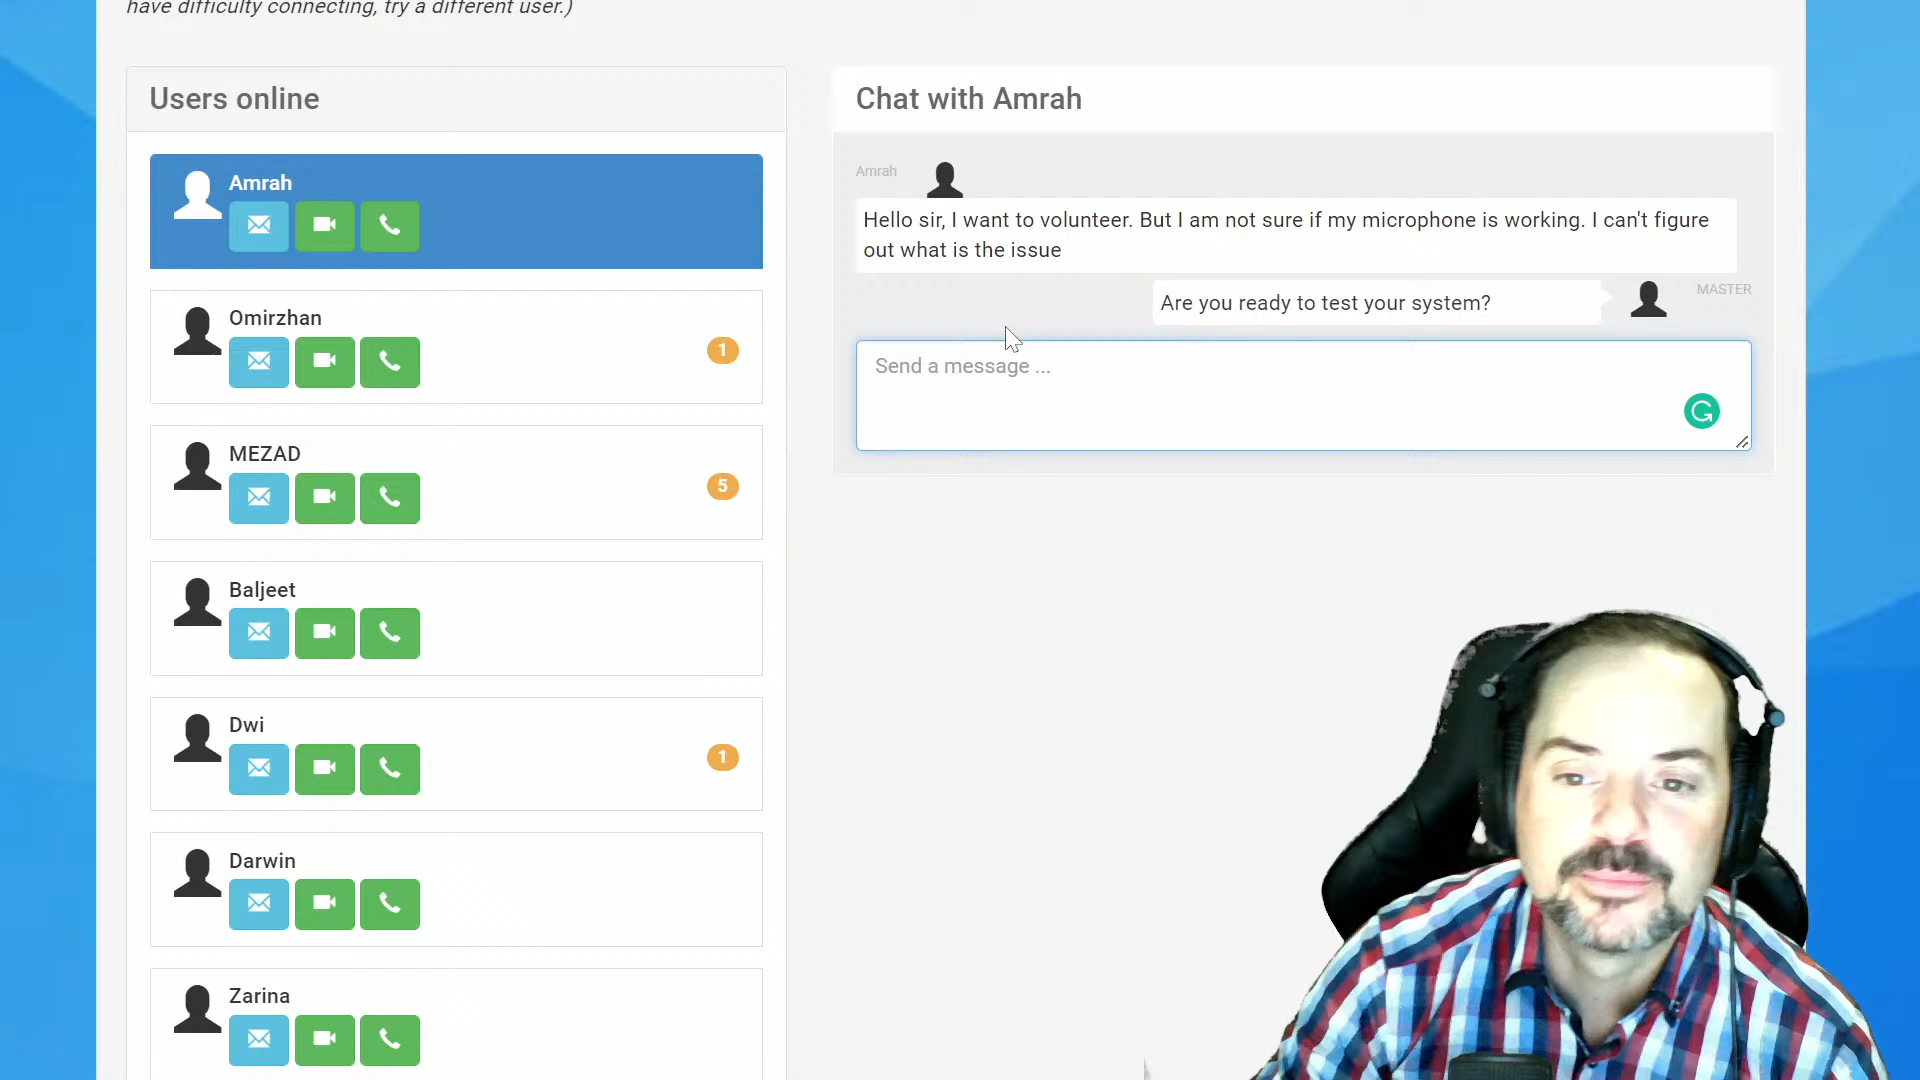 have difficulty connecting, try a different user.)
Users online
Amrah
Omirzhan
1
MEZAD
5
Baljeet
Dwi
1
Darwin
Zarina
Chat with Amrah
Amrah
Hello sir, I want to volunteer. But I am not sure if my microphone is working. I can't figure
out what is the issue
MASTER
Are you ready to test your system?
Send a message ...